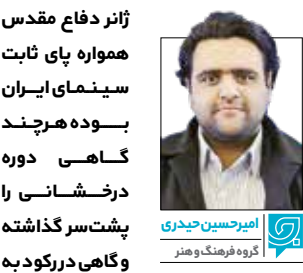 ژانر دفاع مقدس
همواره پای ثابت
سینمای ایران
بوده هرچند
گاهی دوره
درخشانی را
پشت‌سر گذاشته
و گاهی در رکود به
امیرحسین حیدری
گروه فرهنگ و هنر